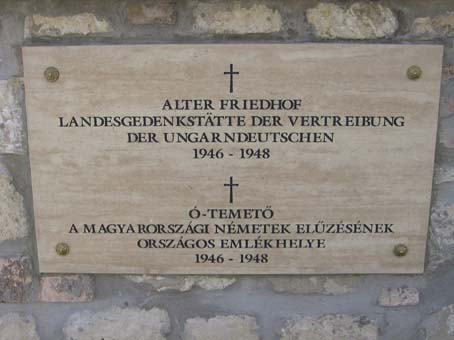 ALTER FRIEDHOF
LANDESGEDENKSTÄTTE DER VERTREIBUNG
DER UNGARNDEUTSCHEN
1946 - 1948
Ó-TEMETŐ
A MAGYARORSZÁGI NÉMETEK ELŰZÉSÉNEK
ORSZÁGOS EMLÉKHELYE
1946 - 1948